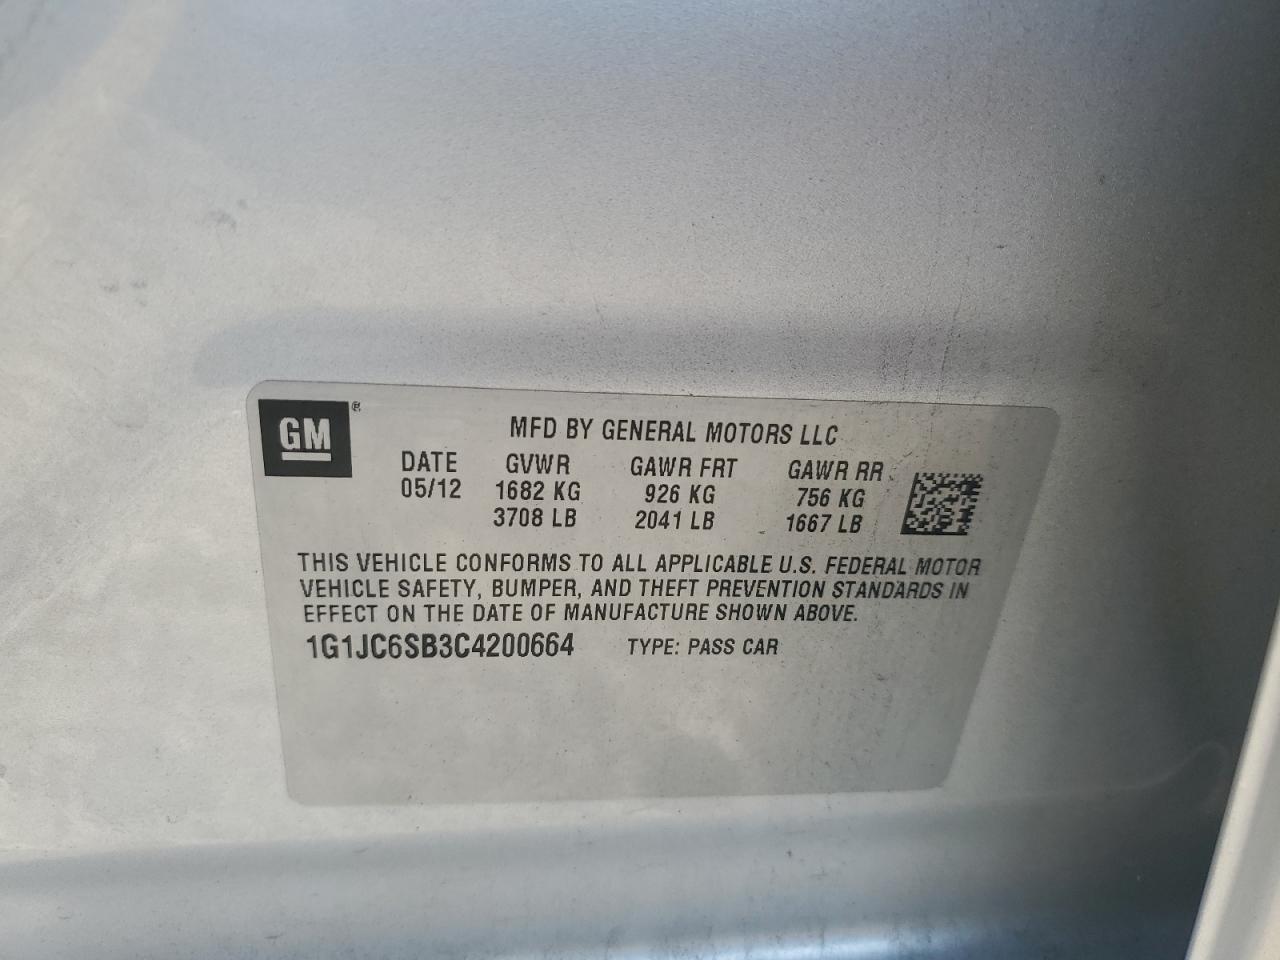 GM ®
MFD BY GENERAL MOTORS LLC
DATE GVWR GAWR FRT GAWR RR
05/12 1682 KG 926 KG 756 KG
3708 LB 2041 LB 1667 LB
THIS VEHICLE CONFORMS TO ALL APPLICABLE U.S. FEDERAL MOTOR
VEHICLE SAFETY, BUMPER, AND THEFT PREVENTION STANDARDS IN
EFFECT ON THE DATE OF MANUFACTURE SHOWN ABOVE.
1G1JC6SB3C4200664 TYPE: PASS CAR